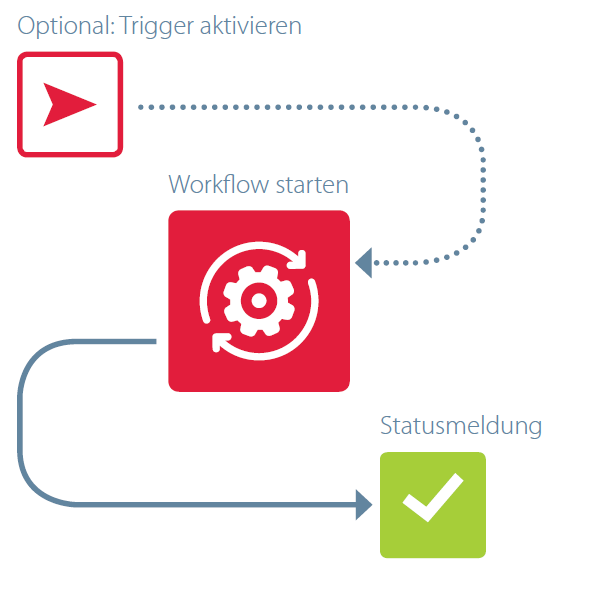 Optional: Trigger aktivieren
Workflow starten
Statusmeldung